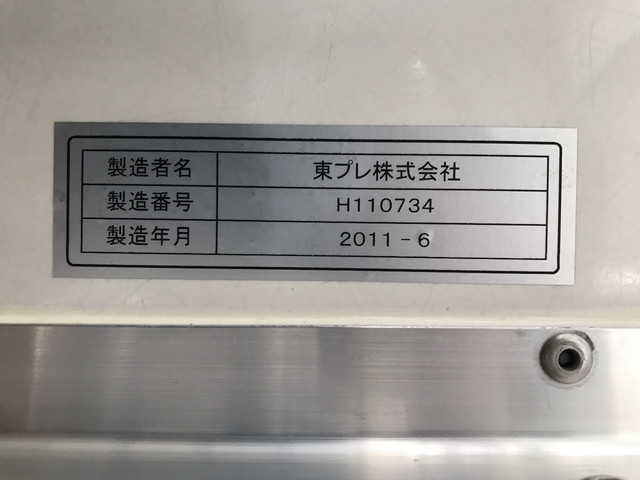 製造者名 東プレ株式会社
製造番号 H110734
製造年月 2011-6